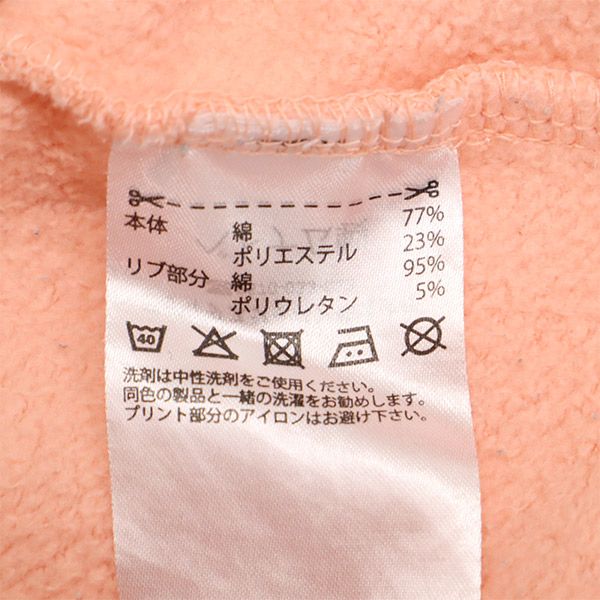 本体 綿 77%
ポリエステル 23%
リブ部分 綿 95%
ポリウレタン 5%
40
洗剤は中性洗剤をご使用ください。
同色の製品と一緒の洗濯をお勧めします。
プリント部分のアイロンはお避け下さい。